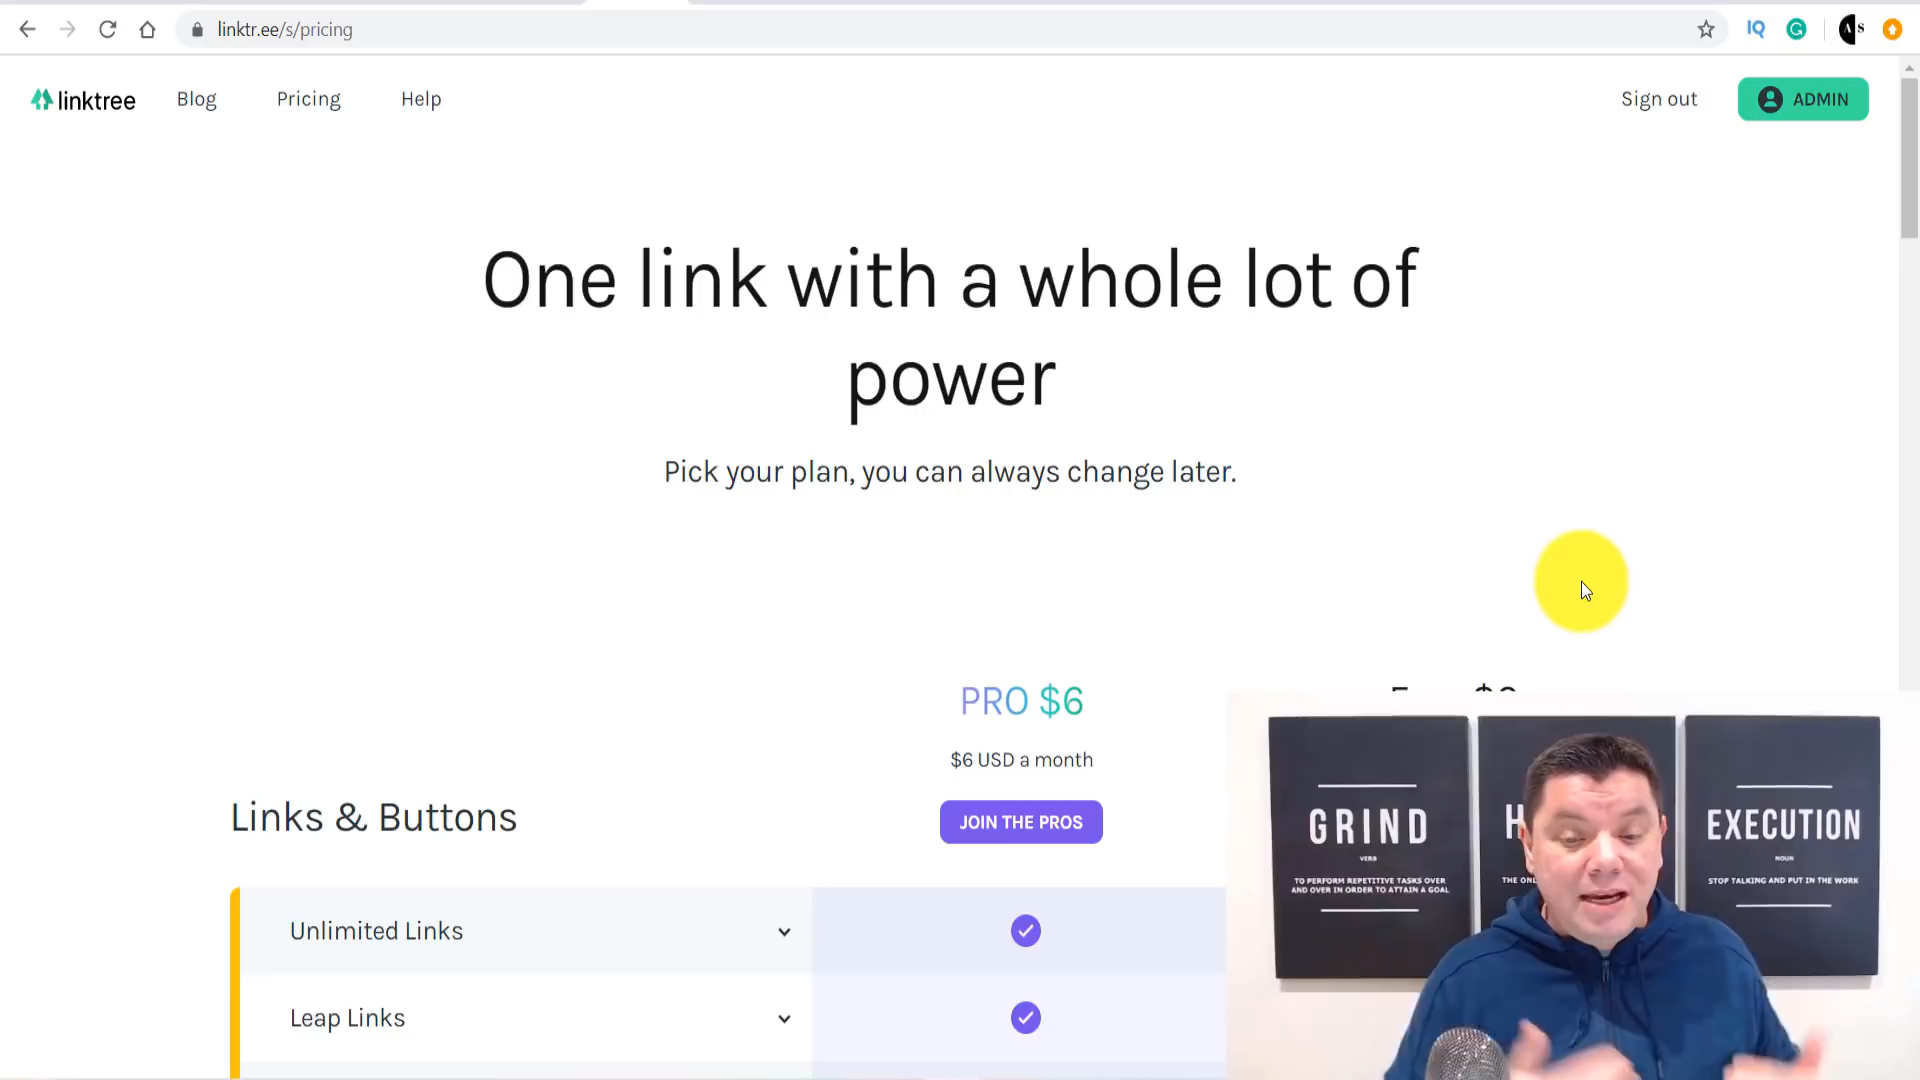 linktr.ee/s/pricing
IQ
G
A S
linktree
Blog
Pricing
Help
Sign out
ADMIN
One link with a whole lot of
power
Pick your plan, you can always change later.
PRO $6
$6 USD a month
Links & Buttons
JOIN THE PROS
Unlimited Links
Leap Links
GRIND
VERB
TO PERFORM REPETITIVE TASKS OVER
AND OVER IN ORDER TO ATTAIN A GOAL
H
THE
EXECUTION
NOUN
STOP TALKING AND PUT IN THE WORK